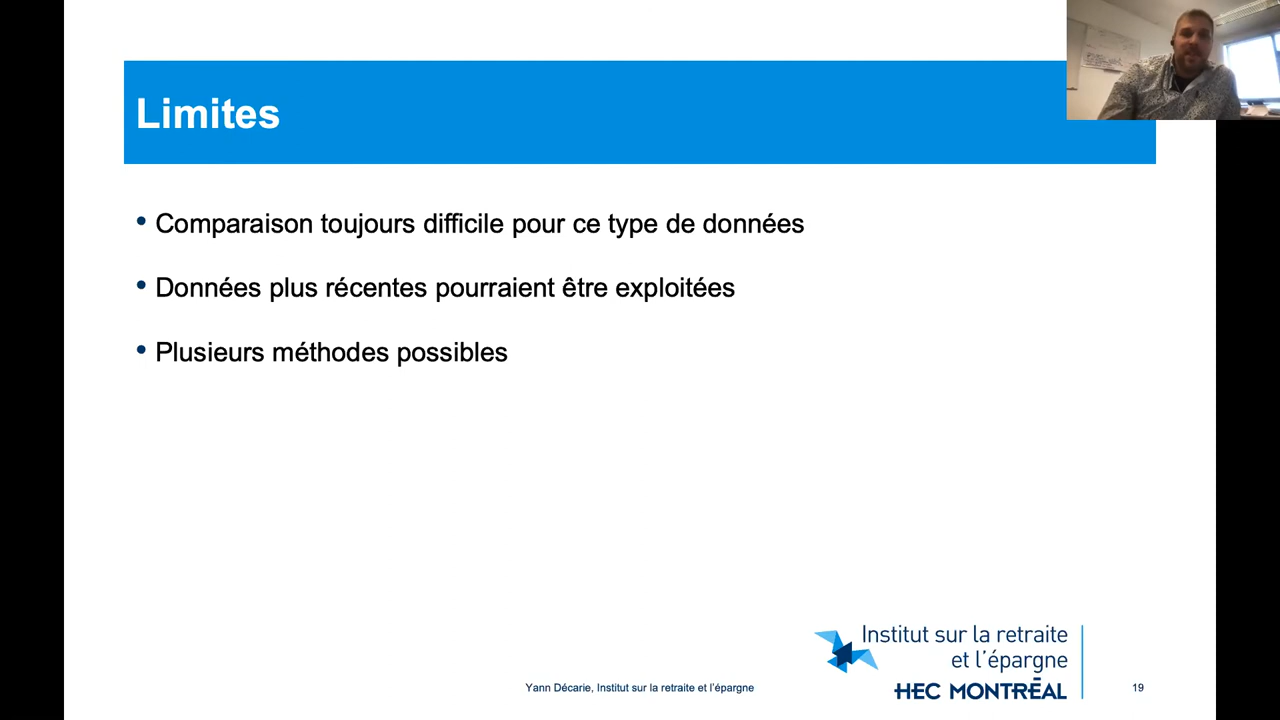 Limites
• Comparaison toujours difficile pour ce type de données
• Données plus récentes pourraient être exploitées
• Plusieurs méthodes possibles
Institut sur la retraite
et l'épargne
HEC MONTRĒAL
Yann Décarie, Institut sur la retraite et l'épargne
19